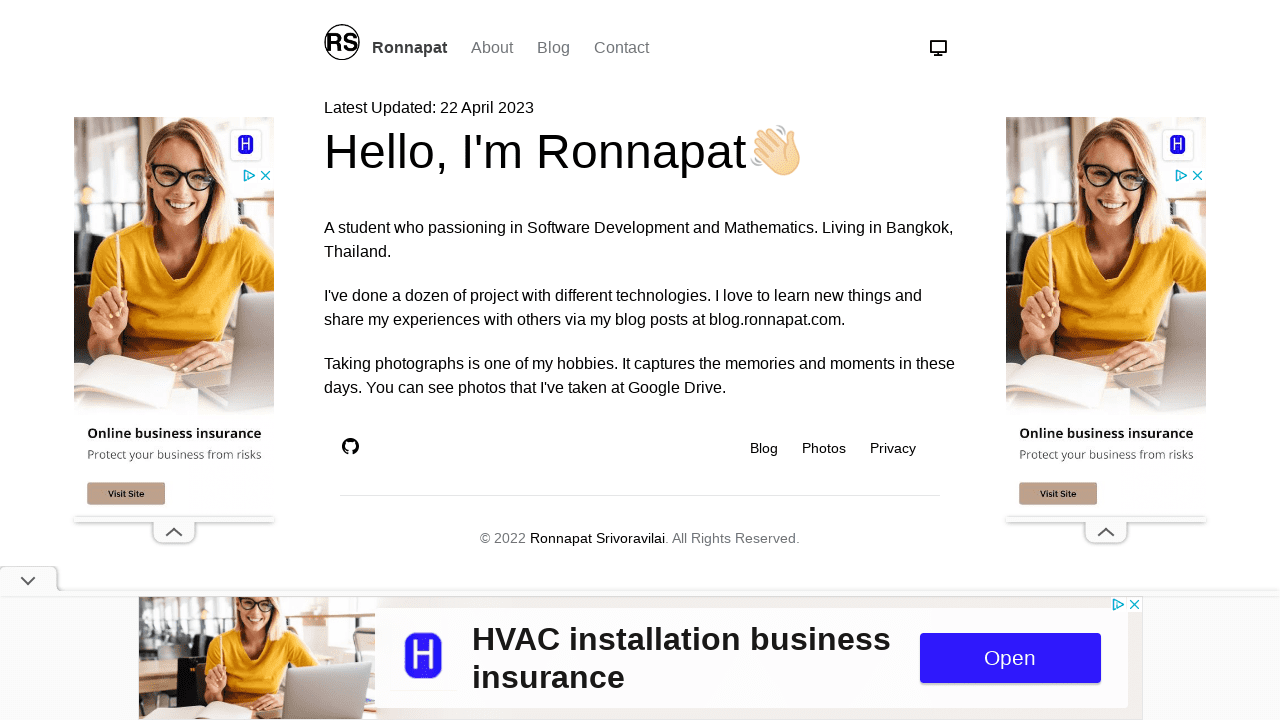 RS Ronnapat About Blog Contact
Latest Updated: 22 April 2023
Hello, I'm Ronnapat👋
A student who passioning in Software Development and Mathematics. Living in Bangkok,
Thailand.
I've done a dozen of project with different technologies. I love to learn new things and
share my experiences with others via my blog posts at blog.ronnapat.com.
Taking photographs is one of my hobbies. It captures the memories and moments in these
days. You can see photos that I've taken at Google Drive.
Blog Photos Privacy
© 2022 Ronnapat Srivoravilai. All Rights Reserved.
H
Online business insurance
Protect your business from risks
Visit Site
H
Online business insurance
Protect your business from risks
Visit Site
H
HVAC installation business
insurance
Open